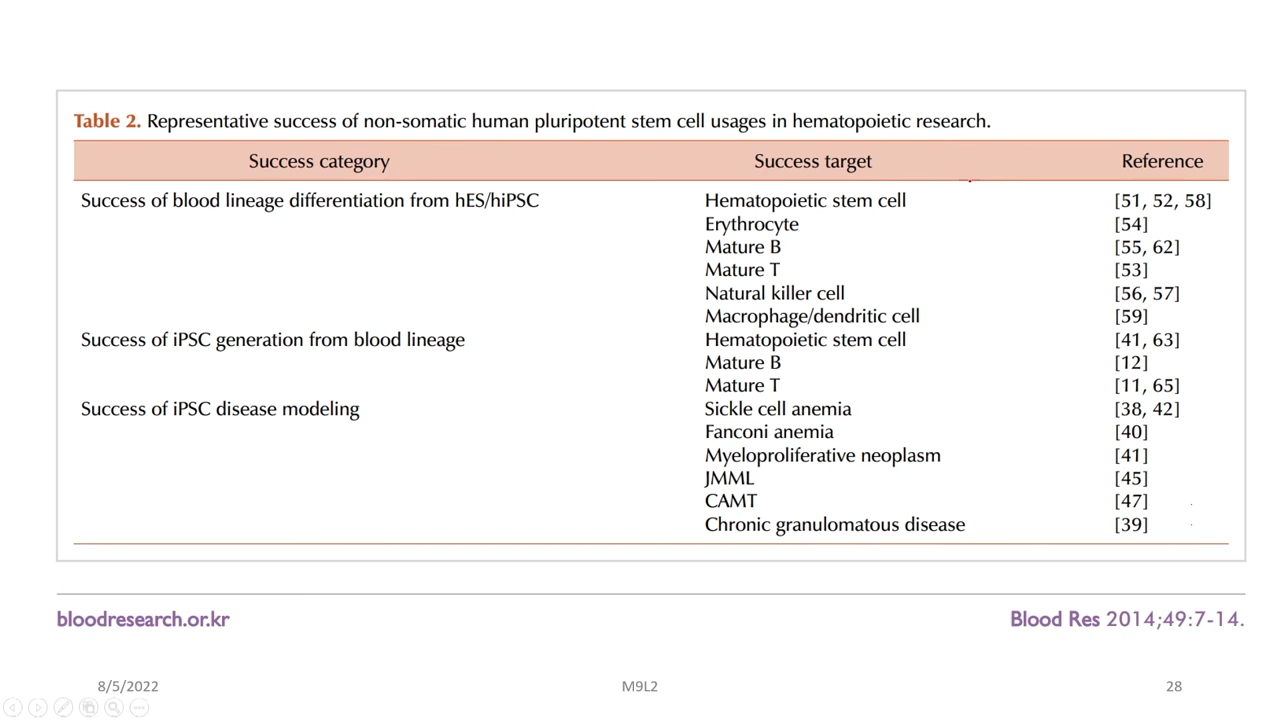 Table 2. Representative success of non-somatic human pluripotent stem cell usages in hematopoietic research.
Success category Success target Reference
Success of blood lineage differentiation from hES/hiPSC Hematopoietic stem cell [51, 52, 58]
Erythrocyte [54]
Mature B [55, 62]
Mature T [53]
Natural killer cell [56, 57]
Macrophage/dendritic cell [59]
Success of iPSC generation from blood lineage Hematopoietic stem cell [41, 63]
Mature B [12]
Mature T [11, 65]
Success of iPSC disease modeling Sickle cell anemia [38, 42]
Fanconi anemia [40]
Myeloproliferative neoplasm [41]
JMML [45]
CAMT [47]
Chronic granulomatous disease [39]
bloodresearch.or.kr Blood Res 2014;49:7-14.
8/5/2022 M9L2 28